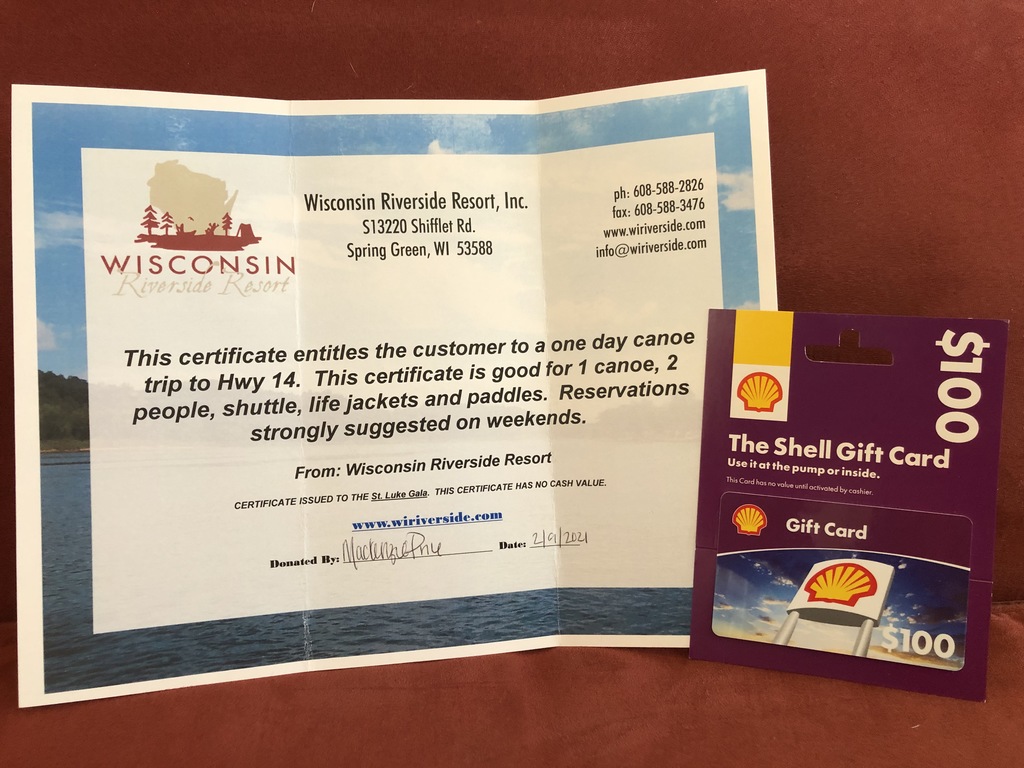 WISCONSIN
Riverside Resort
Wisconsin Riverside Resort, Inc.
S13220 Shifflet Rd.
Spring Green, WI 53588
ph: 608-588-2826
fax: 608-588-3476
www.wiriverside.com
info@wiriverside.com
This certificate entitles the customer to a one day canoe
trip to Hwy 14. This certificate is good for 1 canoe, 2
people, shuttle, life jackets and paddles. Reservations
strongly suggested on weekends.
From: Wisconsin Riverside Resort
CERTIFICATE ISSUED TO THE St. Luke Gala. THIS CERTIFICATE HAS NO CASH VALUE.
www.wiriverside.com
Donated By: Mackenzie Price Date: 2/9/2021
$100
The Shell Gift Card
Use it at the pump or inside.
This Card has no value until activated by cashier.
Gift Card
$100